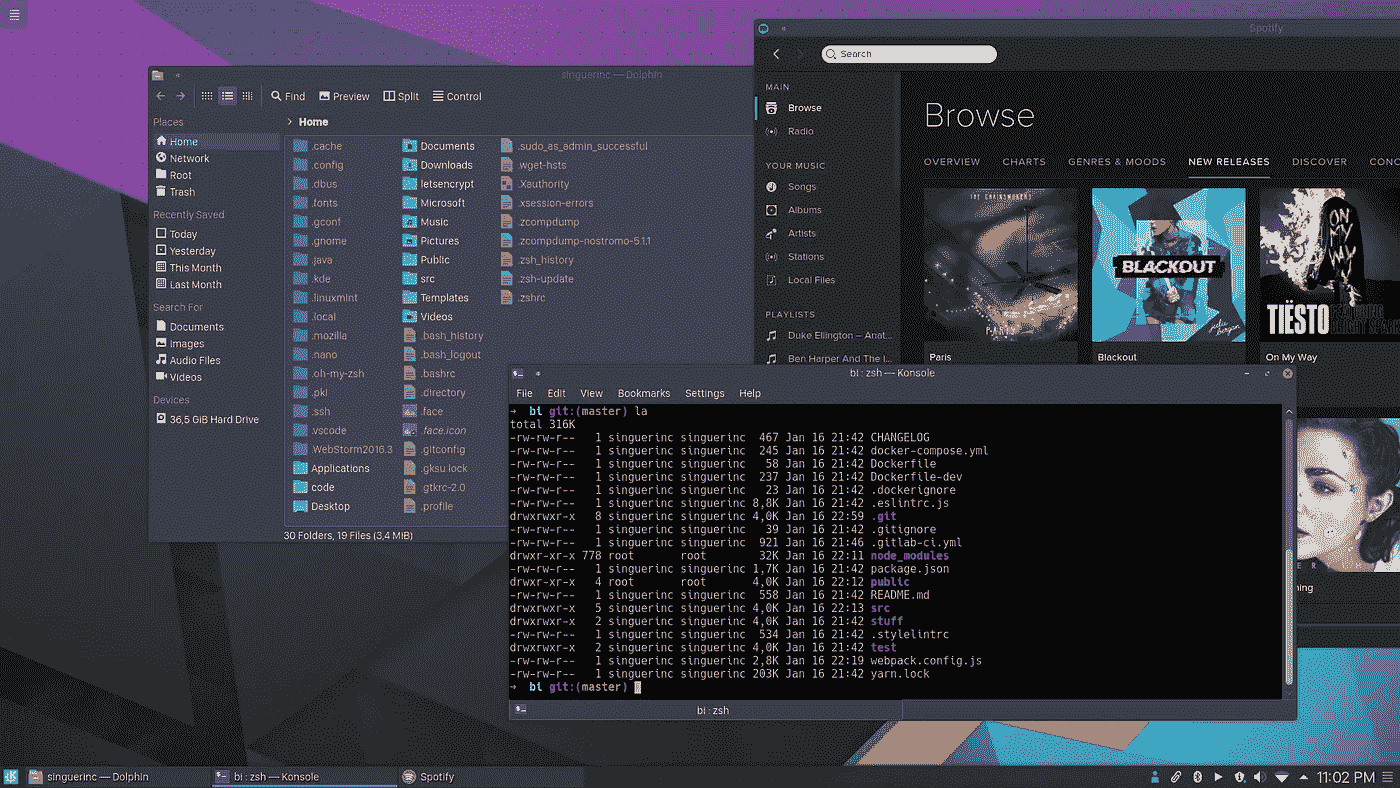 singuerinc — Dolphin
Find Preview Split Control
Places
Home
Network
Root
Trash
Recently Saved
Today
Yesterday
This Month
Last Month
Search For
Documents
Images
Audio Files
Videos
Devices
36,5 GiB Hard Drive
> Home
.cache
.config
.dbus
.fonts
.gconf
.gnome
.java
.kde
.linuxmint
.local
.mozilla
.nano
.oh-my-zsh
.pki
.ssh
.vscode
.WebStorm2016.3
Applications
code
Desktop
Documents
Downloads
letsencrypt
Microsoft
Music
Pictures
Public
src
Templates
Videos
.bash_history
.bash_logout
.bashrc
.directory
.face
.face.icon
.gitconfig
.gksu.lock
.gtkrc-2.0
.profile
.sudo_as_admin_successful
.wget-hsts
.Xauthority
.xsession-errors
.zcompdump
.zcompdump-nostromo-5.1.1
.zsh_history
.zsh-update
.zshrc
30 Folders, 19 Files (3,4 MiB)
Spotify
Search
MAIN
Browse
Radio
YOUR MUSIC
Songs
Albums
Artists
Stations
Local Files
PLAYLISTS
Duke Ellington – Anat...
Ben Harper And The I...
Browse
OVERVIEW CHARTS GENRES & MOODS NEW RELEASES DISCOVER CONC
THE CHAINSMOKERS
PARIS
BLACKOUT
julie bergan
ON MY WAY
TIËSTO
Paris
Blackout
On My Way
bi : zsh — Konsole
File Edit View Bookmarks Settings Help
➜ bi git:(master) la
total 316K
-rw-rw-r-- 1 singuerinc singuerinc 467 Jan 16 21:42 CHANGELOG
-rw-rw-r-- 1 singuerinc singuerinc 245 Jan 16 21:42 docker-compose.yml
-rw-rw-r-- 1 singuerinc singuerinc 58 Jan 16 21:42 Dockerfile
-rw-rw-r-- 1 singuerinc singuerinc 237 Jan 16 21:42 Dockerfile-dev
-rw-rw-r-- 1 singuerinc singuerinc 23 Jan 16 21:42 .dockerignore
-rw-rw-r-- 1 singuerinc singuerinc 8,8K Jan 16 21:42 .eslintrc.js
drwxrwxr-x 8 singuerinc singuerinc 4,0K Jan 16 22:59 .git
-rw-rw-r-- 1 singuerinc singuerinc 39 Jan 16 21:42 .gitignore
-rw-rw-r-- 1 singuerinc singuerinc 921 Jan 16 21:46 .gitlab-ci.yml
drwxr-xr-x 778 root root 32K Jan 16 22:11 node_modules
-rw-rw-r-- 1 singuerinc singuerinc 1,7K Jan 16 21:42 package.json
drwxr-xr-x 4 root root 4,0K Jan 16 22:12 public
-rw-rw-r-- 1 singuerinc singuerinc 558 Jan 16 21:42 README.md
drwxrwxr-x 5 singuerinc singuerinc 4,0K Jan 16 22:13 src
drwxrwxr-x 2 singuerinc singuerinc 4,0K Jan 16 21:42 stuff
-rw-rw-r-- 1 singuerinc singuerinc 534 Jan 16 21:42 .stylelintrc
drwxrwxr-x 2 singuerinc singuerinc 4,0K Jan 16 21:42 test
-rw-rw-r-- 1 singuerinc singuerinc 2,8K Jan 16 22:19 webpack.config.js
-rw-rw-r-- 1 singuerinc singuerinc 203K Jan 16 21:42 yarn.lock
➜ bi git:(master)
bi : zsh
singuerinc — Dolphin
bi : zsh — Konsole
Spotify
11:02 PM